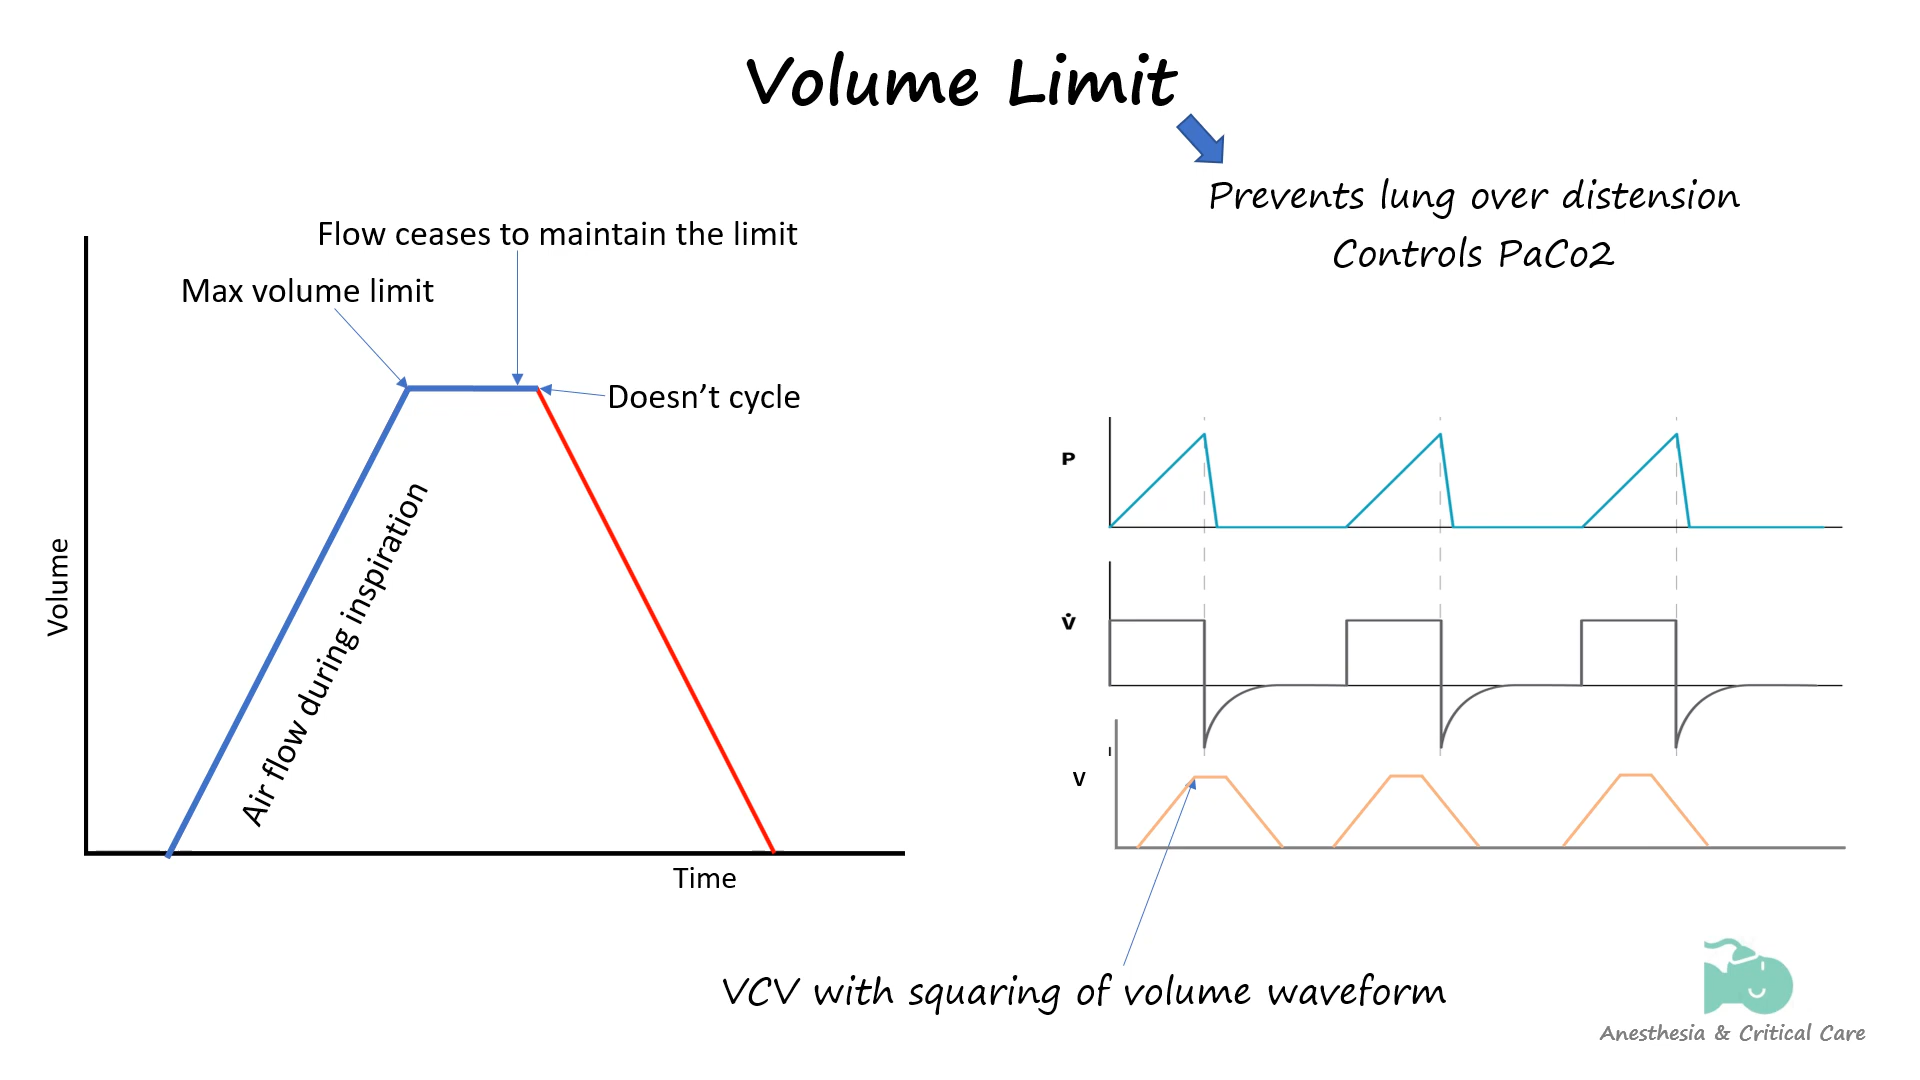 Volume Limit
Prevents lung over distension
Controls PaCo2
Flow ceases to maintain the limit
Max volume limit
Doesn't cycle
Air flow during inspiration
Volume
Time
P
V̇
V
VCV with squaring of volume waveform
Anesthesia & Critical Care